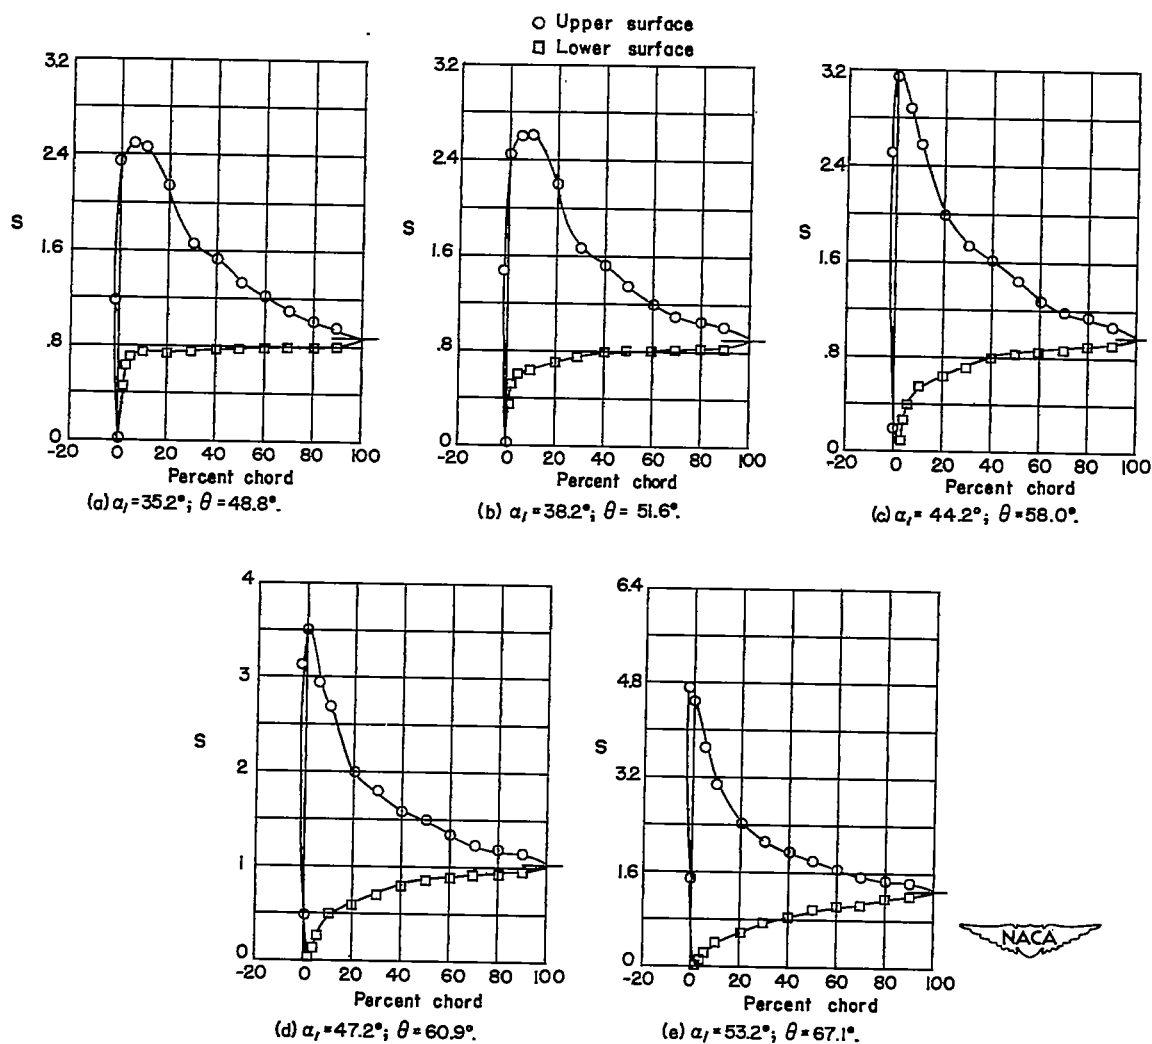 Upper surface
Lower surface
3.2
2.4
S
1.6
.8
0
-20 0 20 40 60 80 100
Percent chord
(a) α₁=35.2°; θ=48.8°.
3.2
2.4
S
1.6
.8
0
-20 0 20 40 60 80 100
Percent chord
(b) α₁=38.2°; θ= 51.6°.
3.2
2.4
S
1.6
.8
0
-20 0 20 40 60 80 100
Percent chord
(c) α₁= 44.2°; θ=58.0°.
4
3
S
2
1
0
-20 0 20 40 60 80 100
Percent chord
(d) α₁=47.2°; θ=60.9°.
6.4
4.8
S
3.2
1.6
0
-20 0 20 40 60 80 100
Percent chord
(e) α₁=53.2°; θ=67.1°.
NACA